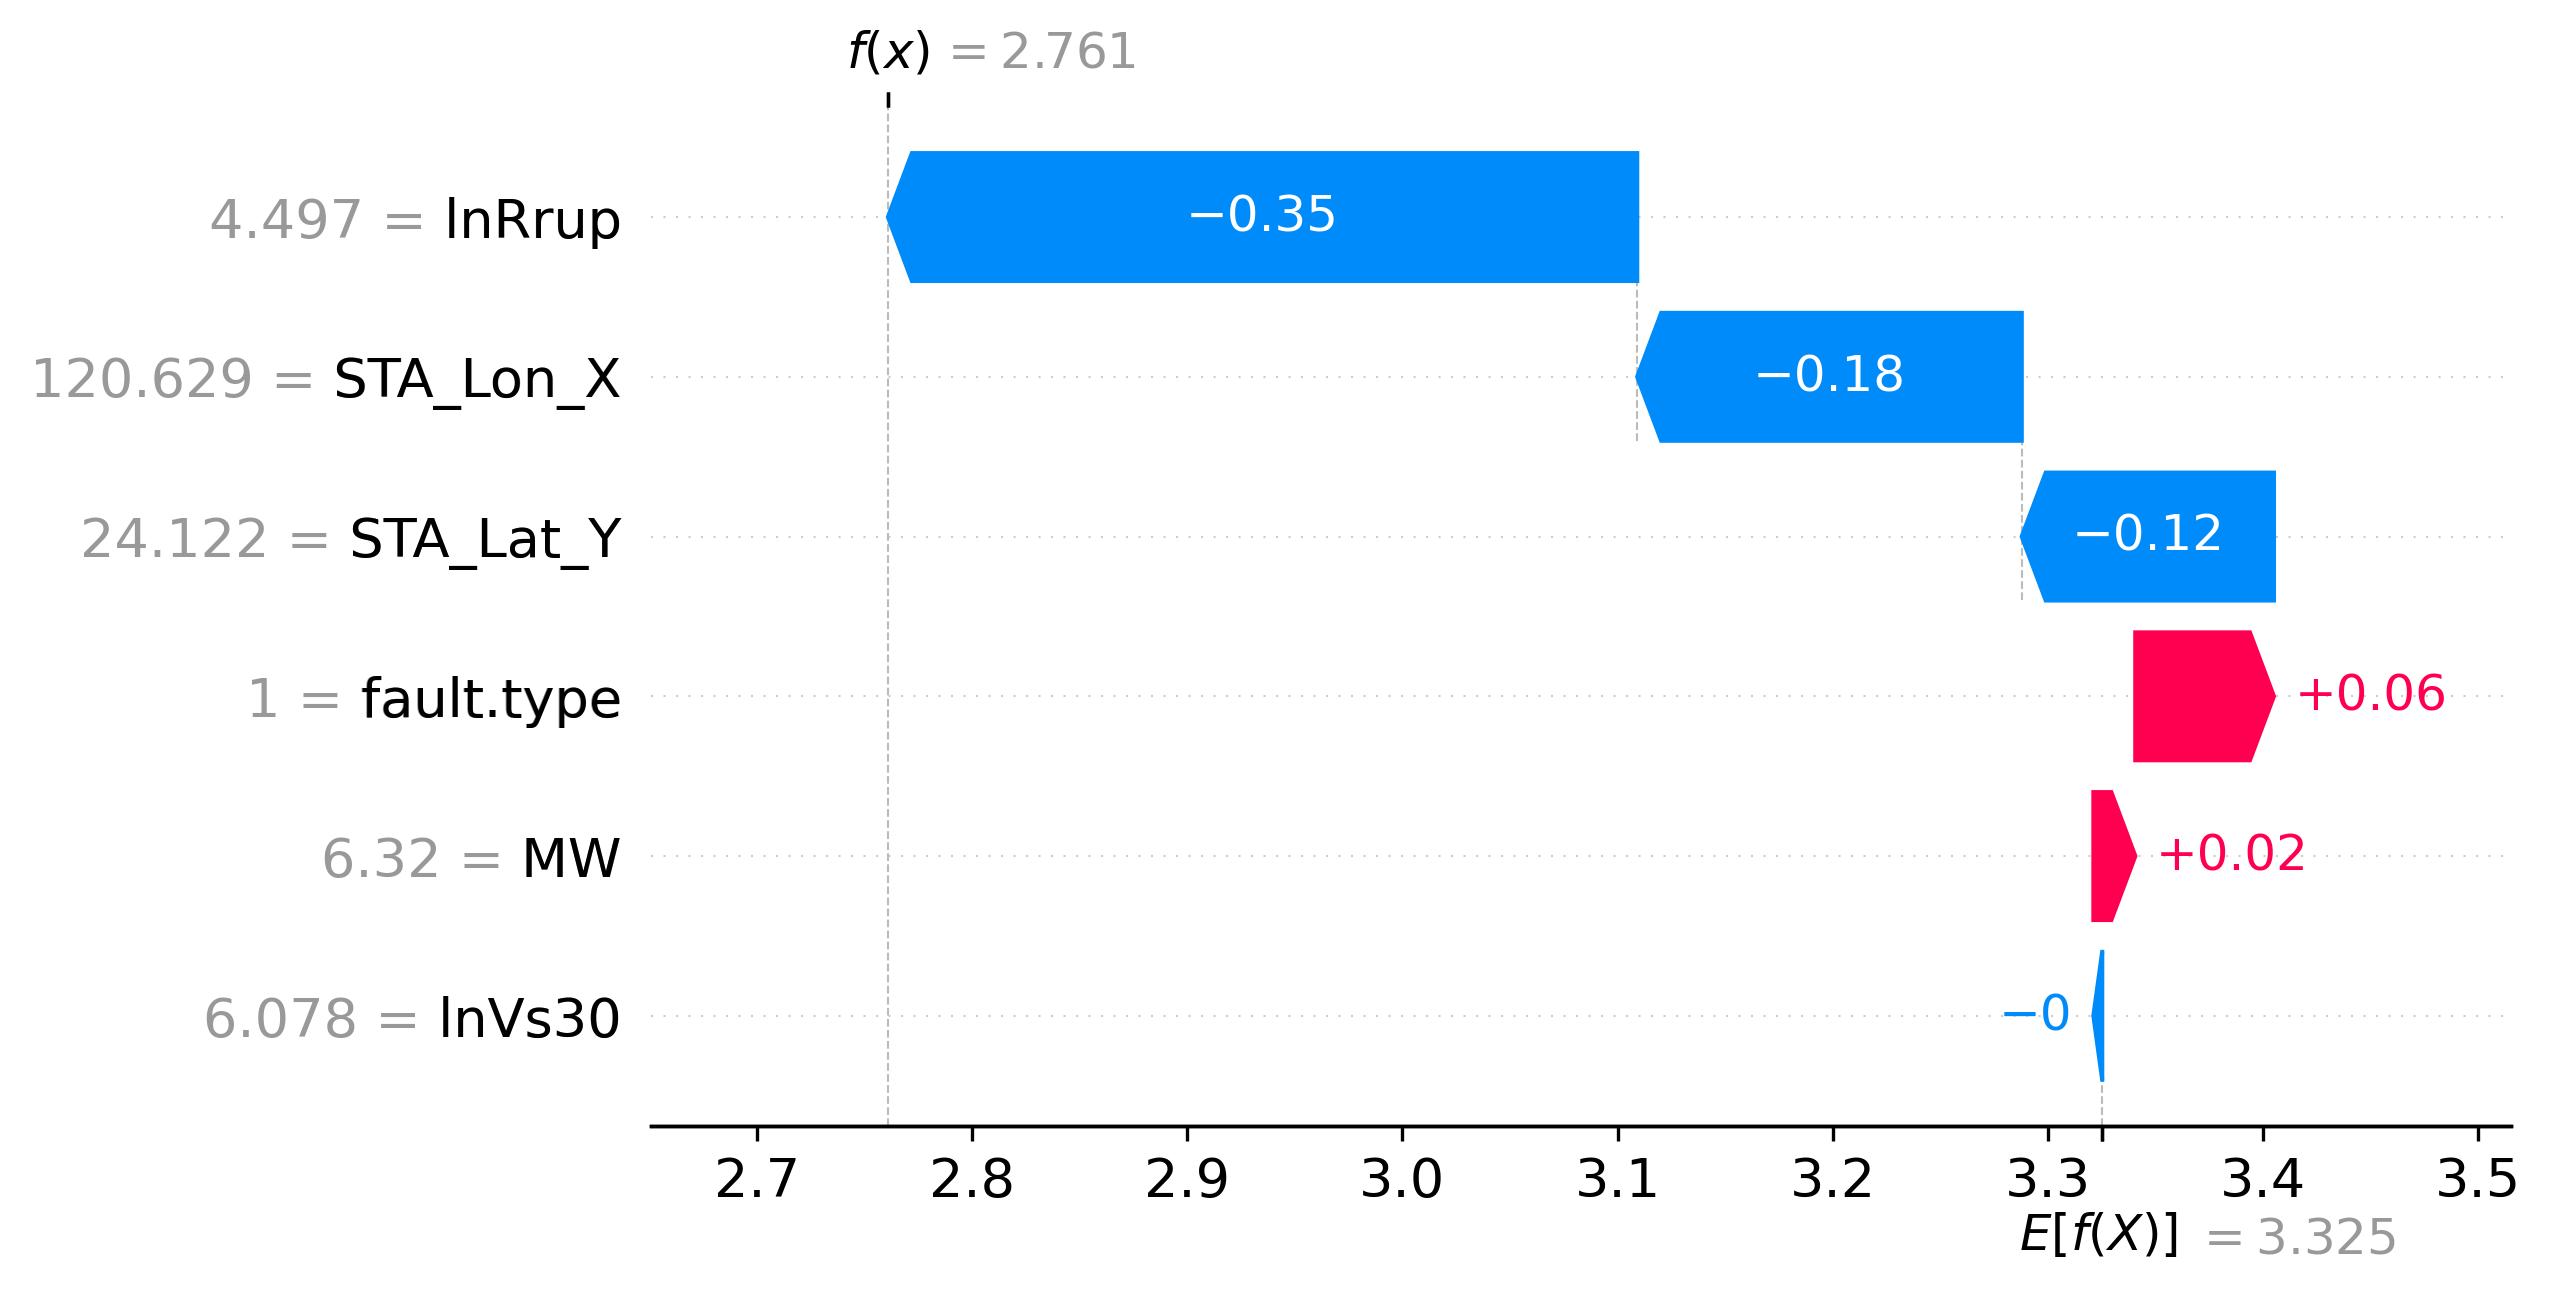 f(x) = 2.761
4.497 = lnRrup
−0.35
120.629 = STA_Lon_X
−0.18
24.122 = STA_Lat_Y
−0.12
1 = fault.type
+0.06
6.32 = MW
+0.02
6.078 = lnVs30
−0
2.7 2.8 2.9 3.0 3.1 3.2 3.3 3.4 3.5
E[f(X)] = 3.325